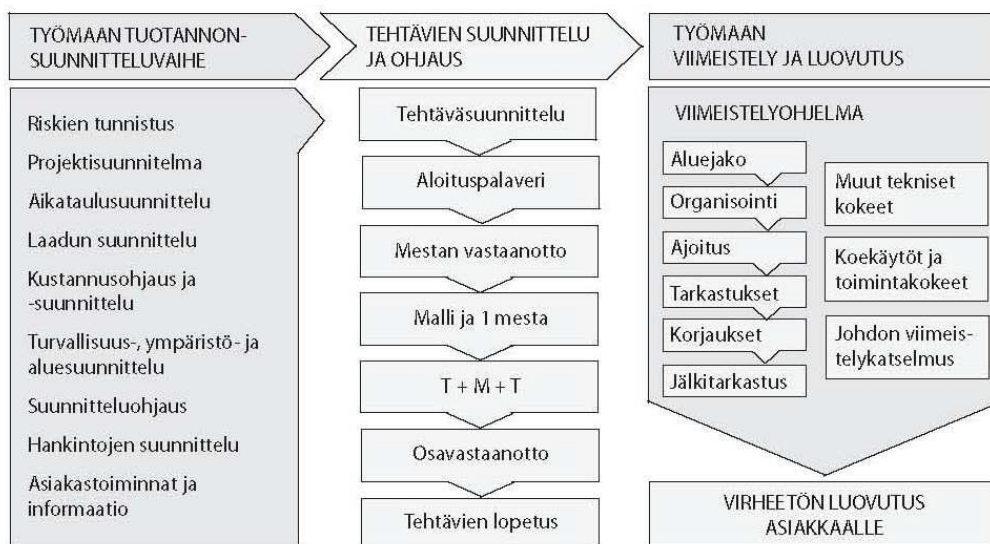 TYÖMAAN TUOTANNON-
SUUNNITTELUVAIHE
Riskien tunnistus
Projektisuunnitelma
Aikataulusuunnittelu
Laadun suunnittelu
Kustannusohjaus ja
-suunnittelu
Turvallisuus-, ympäristö- ja
aluesuunnittelu
Suunnitteluohjaus
Hankintojen suunnittelu
Asiakastoiminnat ja
informaatio
TEHTÄVIEN SUUNNITTELU
JA OHJAUS
Tehtäväsuunnittelu
Aloituspalaveri
Mestan vastaanotto
Malli ja 1 mesta
T + M + T
Osavastaanotto
Tehtävien lopetus
TYÖMAAN
VIIMEISTELY JA LUOVUTUS
VIIMEISTELYOHJELMA
Aluejako
Organisointi
Ajoitus
Tarkastukset
Korjaukset
Jälkitarkastus
Muut tekniset
kokeet
Koekäytöt ja
toimintakokeet
Johdon viimeis-
telykatselmus
VIRHEETÖN LUOVUTUS
ASIAKKAALLE